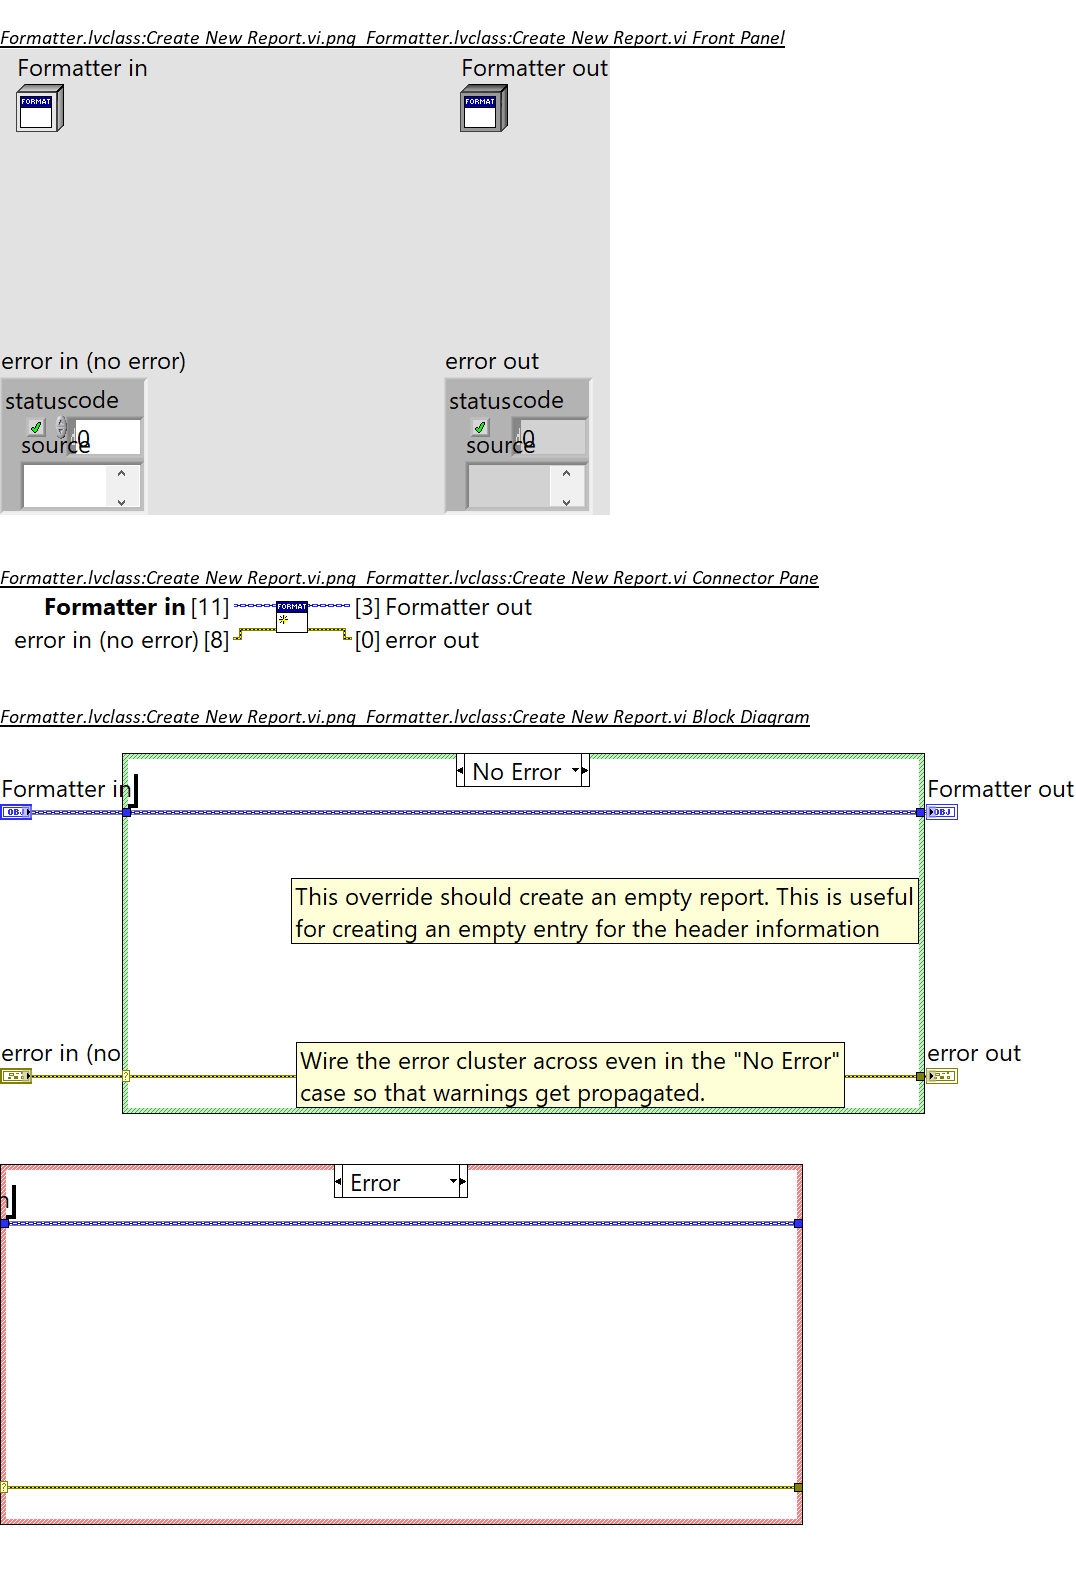 Formatter.lvclass:Create New Report.vi.png  Formatter.lvclass:Create New Report.vi Front Panel
Formatter in
Formatter out
FORMAT
FORMAT
error in (no error)
error out
status code
status code
0
0
source
source
Formatter.lvclass:Create New Report.vi.png  Formatter.lvclass:Create New Report.vi Connector Pane
Formatter in [11]
FORMAT
[3] Formatter out
error in (no error) [8]
[0] error out
Formatter.lvclass:Create New Report.vi.png  Formatter.lvclass:Create New Report.vi Block Diagram
No Error
Formatter in
Formatter out
OBJ
OBJ
This override should create an empty report. This is useful
for creating an empty entry for the header information
error in (no
error out
?
Wire the error cluster across even in the "No Error"
case so that warnings get propagated.
Error
n
?